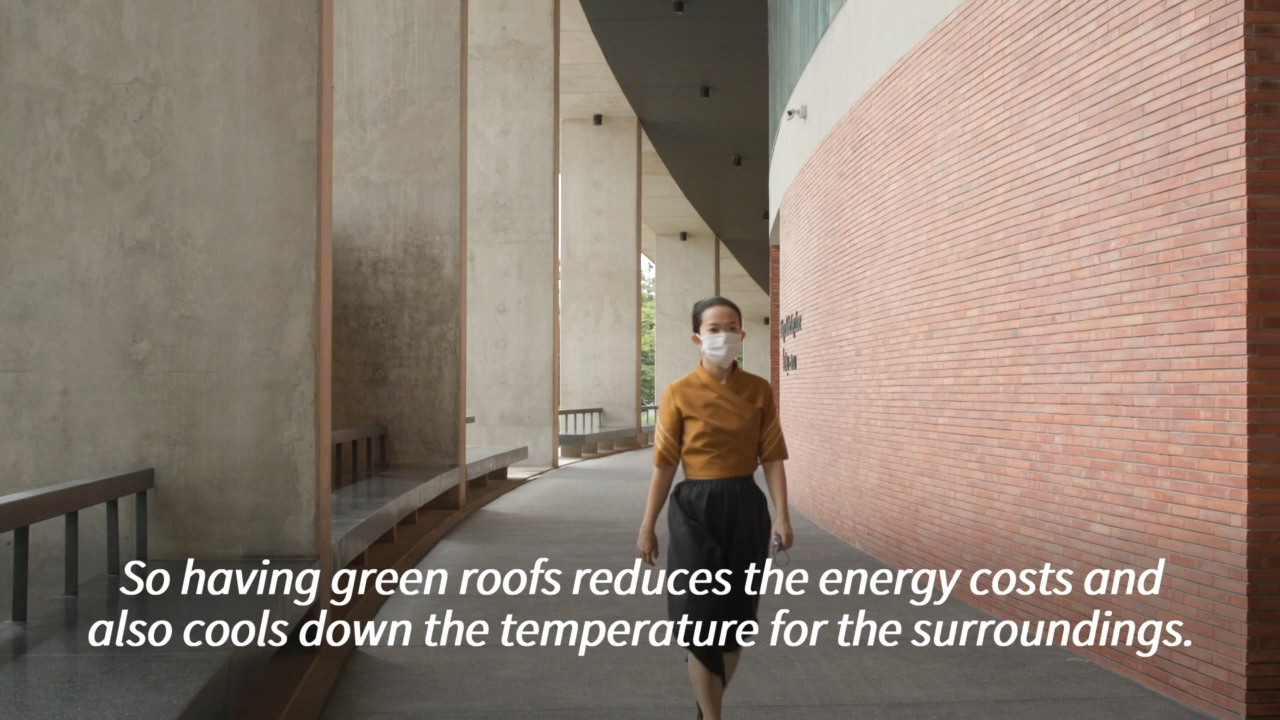 So having green roofs reduces the energy costs and
also cools down the temperature for the surroundings.